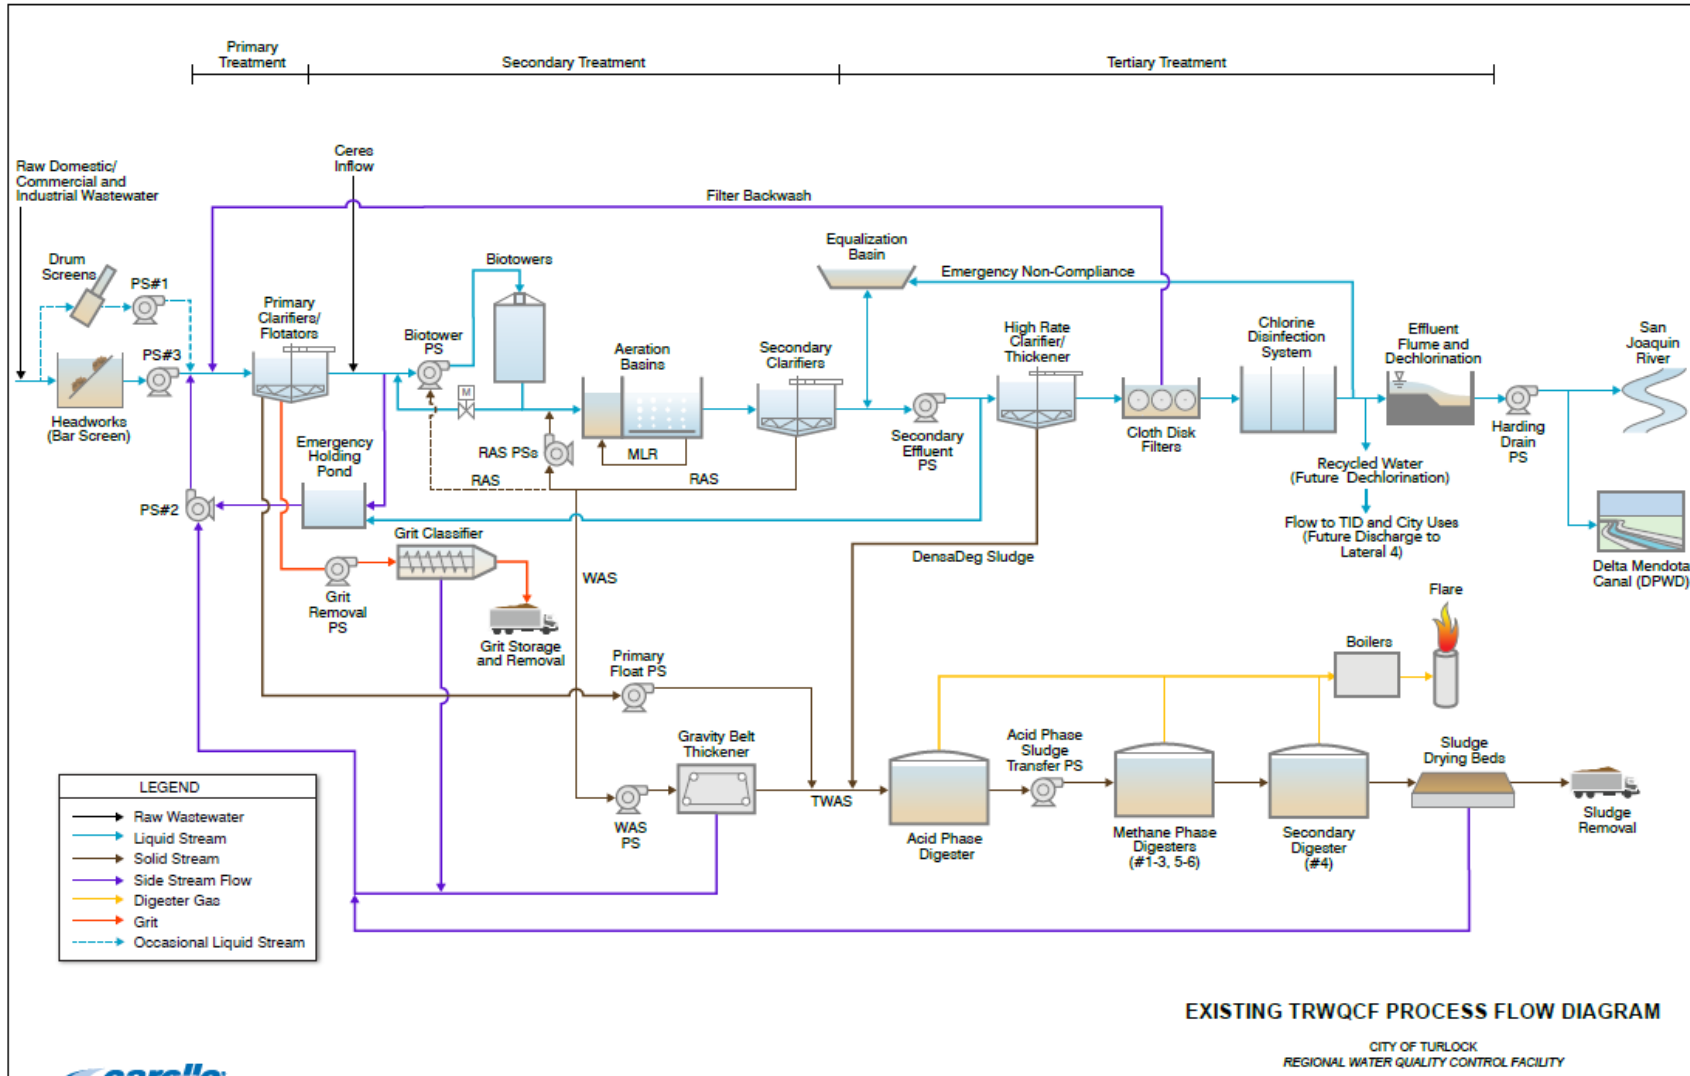 Primary
Treatment
Secondary Treatment
Tertiary Treatment
Raw Domestic/
Commercial and
Industrial Wastewater
Ceres
Inflow
Filter Backwash
Drum
Screens
PS#1
PS#3
Headworks
(Bar Screen)
Primary
Clarifiers/
Flotators
Biotowers
Biotower
PS
M
Aeration
Basins
Secondary
Clarifiers
Equalization
Basin
Emergency Non-Compliance
High Rate
Clarifier/
Thickener
Chlorine
Disinfection
System
Effluent
Flume and
Dechlorination
San
Joaquin
River
Emergency
Holding
Pond
PS#2
RAS PSs
MLR
RAS
RAS
Secondary
Effluent
PS
Cloth Disk
Filters
Harding
Drain
PS
Recycled Water
(Future Dechlorination)
Flow to TID and City Uses
(Future Discharge to
Lateral 4)
Delta Mendota
Canal (DPWD)
Grit Classifier
Grit
Removal
PS
Grit Storage
and Removal
WAS
DensaDeg Sludge
Flare
Boilers
Primary
Float PS
Gravity Belt
Thickener
WAS
PS
TWAS
Acid Phase
Digester
Acid Phase
Sludge
Transfer PS
Methane Phase
Digesters
(#1-3, 5-6)
Secondary
Digester
(#4)
Sludge
Drying Beds
Sludge
Removal
LEGEND
Raw Wastewater
Liquid Stream
Solid Stream
Side Stream Flow
Digester Gas
Grit
Occasional Liquid Stream
EXISTING TRWQCF PROCESS FLOW DIAGRAM
CITY OF TURLOCK
REGIONAL WATER QUALITY CONTROL FACILITY